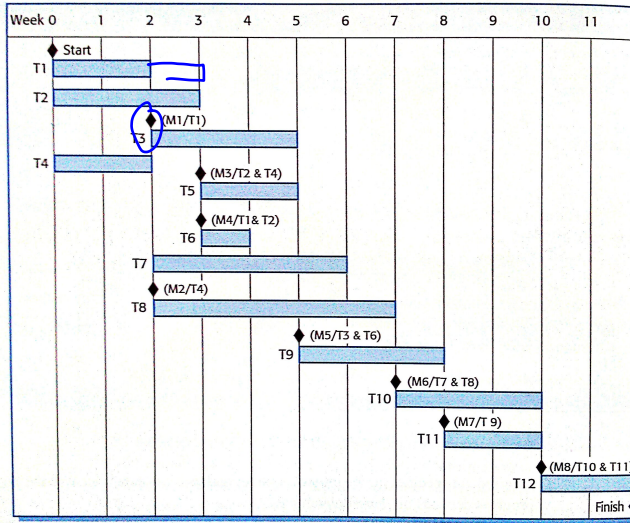 Week 0 1 2 3 4 5 6 7 8 9 10 11
Start
T1
T2
(M1/T1)
T3
T4
(M3/T2 & T4)
T5
(M4/T1& T2)
T6
T7
(M2/T4)
T8
(M5/T3 & T6)
T9
(M6/T7 & T8)
T10
(M7/T 9)
T11
(M8/T10 & T11)
T12
Finish